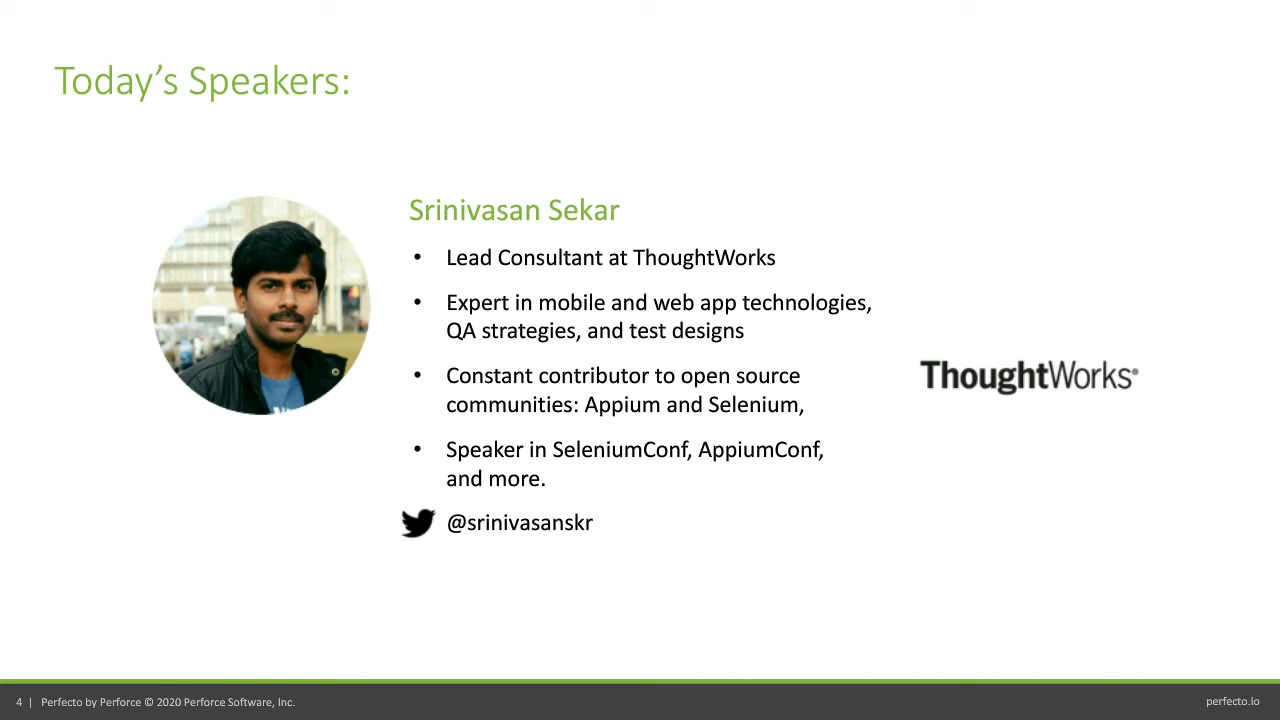 Today’s Speakers:
Srinivasan Sekar
• Lead Consultant at ThoughtWorks
• Expert in mobile and web app technologies,
QA strategies, and test designs
• Constant contributor to open source
communities: Appium and Selenium,
• Speaker in SeleniumConf, AppiumConf,
and more.
@srinivasanskr
ThoughtWorks®
4 | Perfecto by Perforce © 2020 Perforce Software, Inc.
perfecto.io